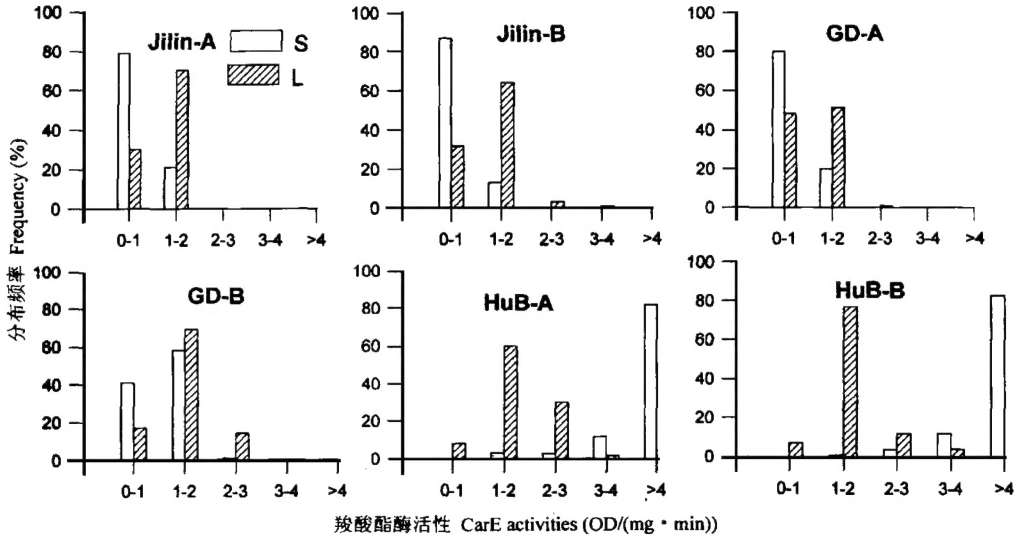 100 80 60 40 20 0
Jilin-A
S
L
0-1 1-2 2-3 3-4 >4
100 80 60 40 20 0
Jilin-B
0-1 1-2 2-3 3-4 >4
100 80 60 40 20 0
GD-A
0-1 1-2 2-3 3-4 >4
分布频率 Frequency (%)
100 80 60 40 20 0
GD-B
0-1 1-2 2-3 3-4 >4
100 80 60 40 20 0
HuB-A
0-1 1-2 2-3 3-4 >4
100 80 60 40 20 0
HuB-B
0-1 1-2 2-3 3-4 >4
羧酸酯酶活性 CarE activities (OD/(mg·min))